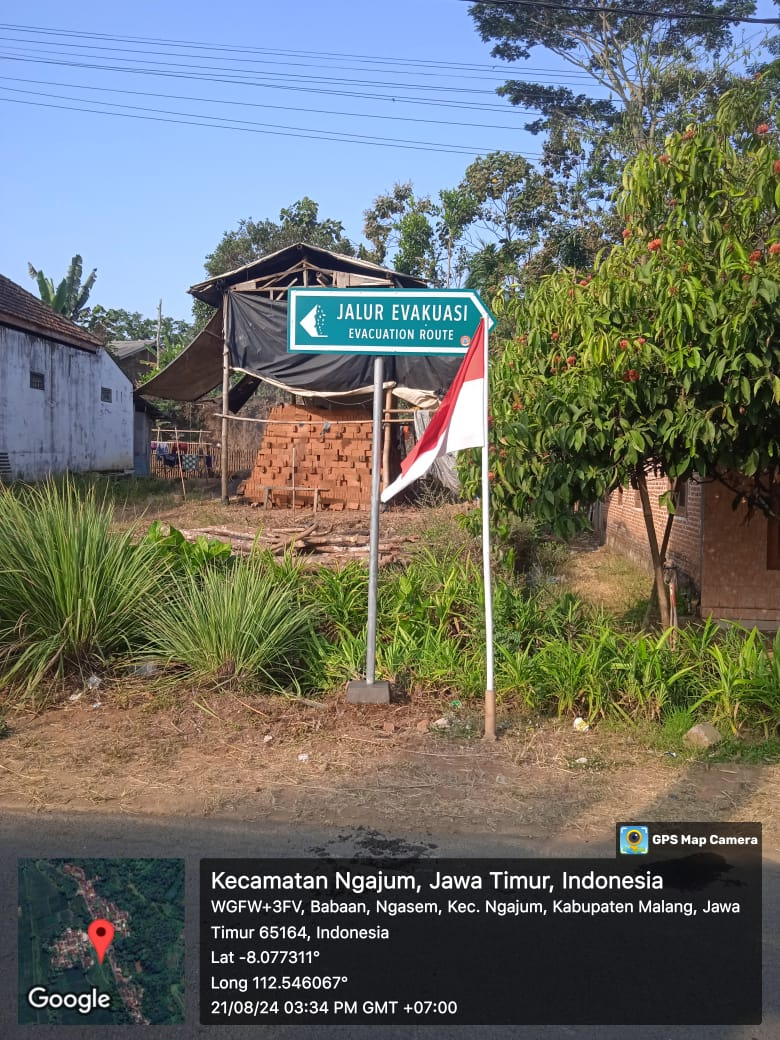 JALUR EVAKUASI
EVACUATION ROUTE
GPS Map Camera
Kecamatan Ngajum, Jawa Timur, Indonesia
WGFW+3FV, Babaan, Ngasem, Kec. Ngajum, Kabupaten Malang, Jawa
Timur 65164, Indonesia
Lat -8.077311°
Long 112.546067°
21/08/24 03:34 PM GMT +07:00
Google